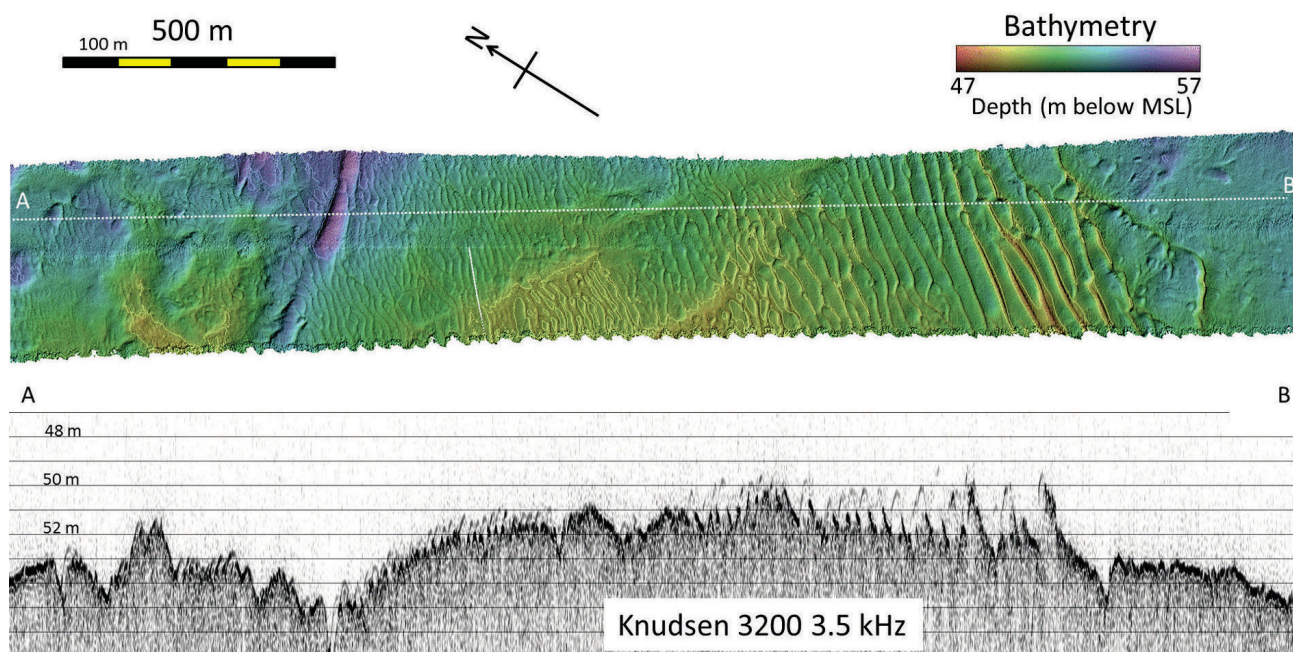 500 m
100 m
N
Bathymetry
47 57
Depth (m below MSL)
A B
A B
48 m
50 m
52 m
Knudsen 3200 3.5 kHz